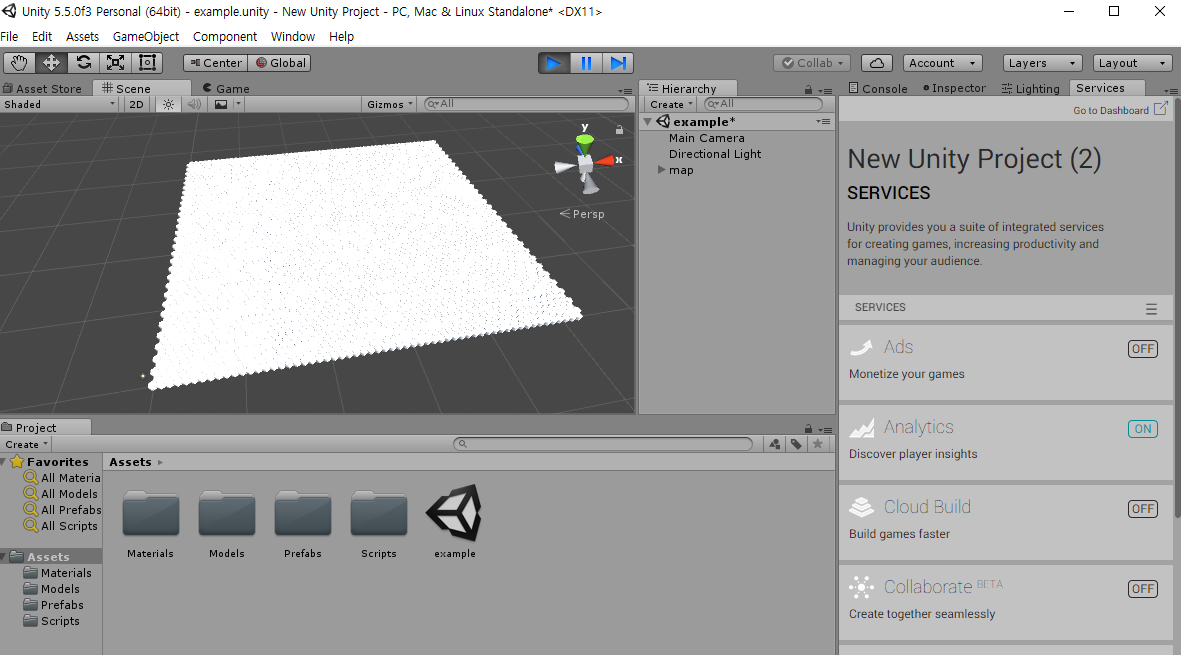 Unity 5.5.0f3 Personal (64bit) - example.unity - New Unity Project - PC, Mac & Linux Standalone* <DX11>
File Edit Assets GameObject Component Window Help
Center Global Collab Account Layers Layout
Asset Store Scene Game
Shaded 2D Gizmos All
y
x
Persp
Hierarchy
Create All
example*
Main Camera
Directional Light
map
Console Inspector Lighting Services
Go to Dashboard
New Unity Project (2)
SERVICES
Unity provides you a suite of integrated services
for creating games, increasing productivity and
managing your audience.
SERVICES
Ads OFF
Monetize your games
Analytics ON
Discover player insights
Cloud Build OFF
Build games faster
Collaborate BETA OFF
Create together seamlessly
Project
Create
Favorites
All Materia
All Models
All Prefabs
All Scripts
Assets
Materials
Models
Prefabs
Scripts
Assets
Materials Models Prefabs Scripts example